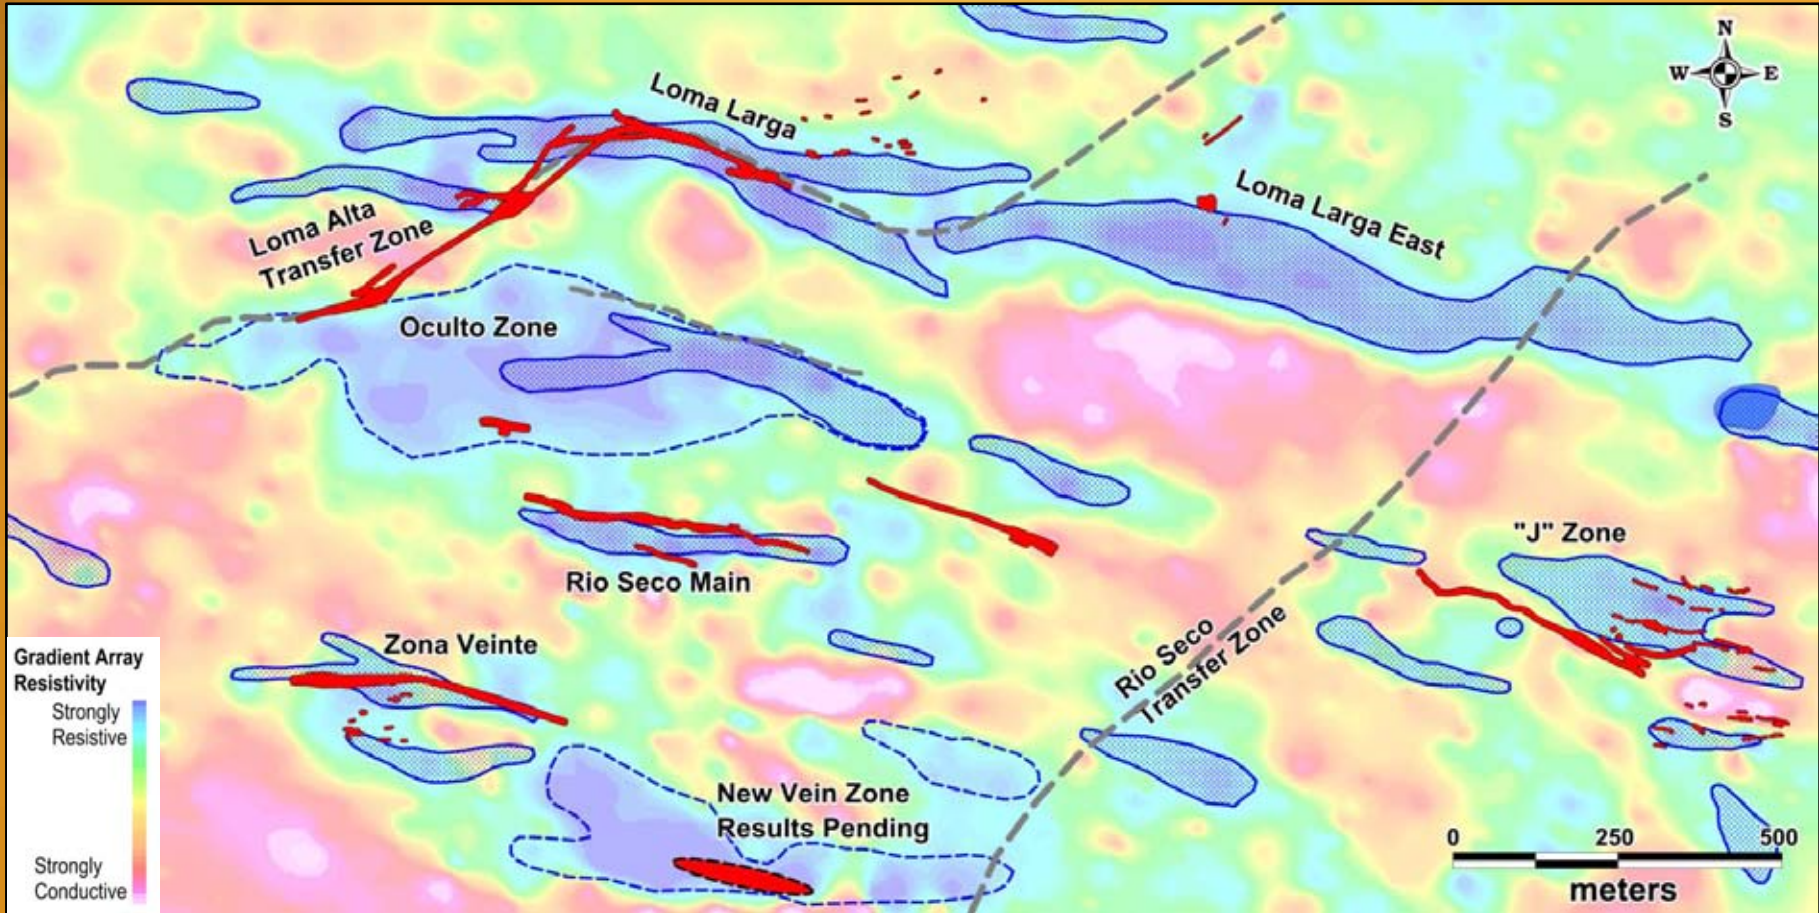 N
W E
S
Loma Larga
Loma Larga East
Loma Alta
Transfer Zone
Oculto Zone
"J" Zone
Rio Seco Main
Rio Seco
Transfer Zone
Zona Veinte
New Vein Zone
Results Pending
Gradient Array
Resistivity
Strongly
Resistive
Strongly
Conductive
0 250 500
meters